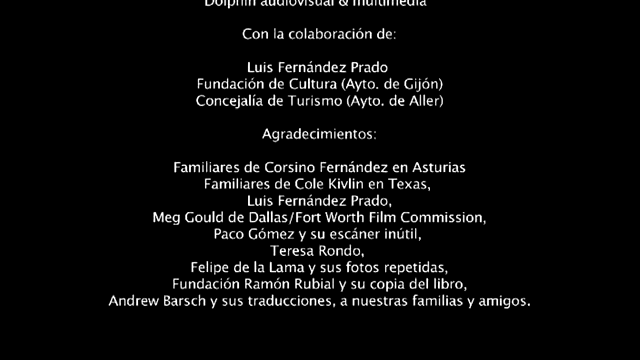 Dolphin audiovisual & multimedia
Con la colaboración de:
Luis Fernández Prado
Fundación de Cultura (Ayto. de Gijón)
Concejalía de Turismo (Ayto. de Aller)
Agradecimientos:
Familiares de Corsino Fernández en Asturias
Familiares de Cole Kivlin en Texas,
Luis Fernández Prado,
Meg Gould de Dallas/Fort Worth Film Commission,
Paco Gómez y su escáner inútil,
Teresa Rondo,
Felipe de la Lama y sus fotos repetidas,
Fundación Ramón Rubial y su copia del libro,
Andrew Barsch y sus traducciones, a nuestras familias y amigos.